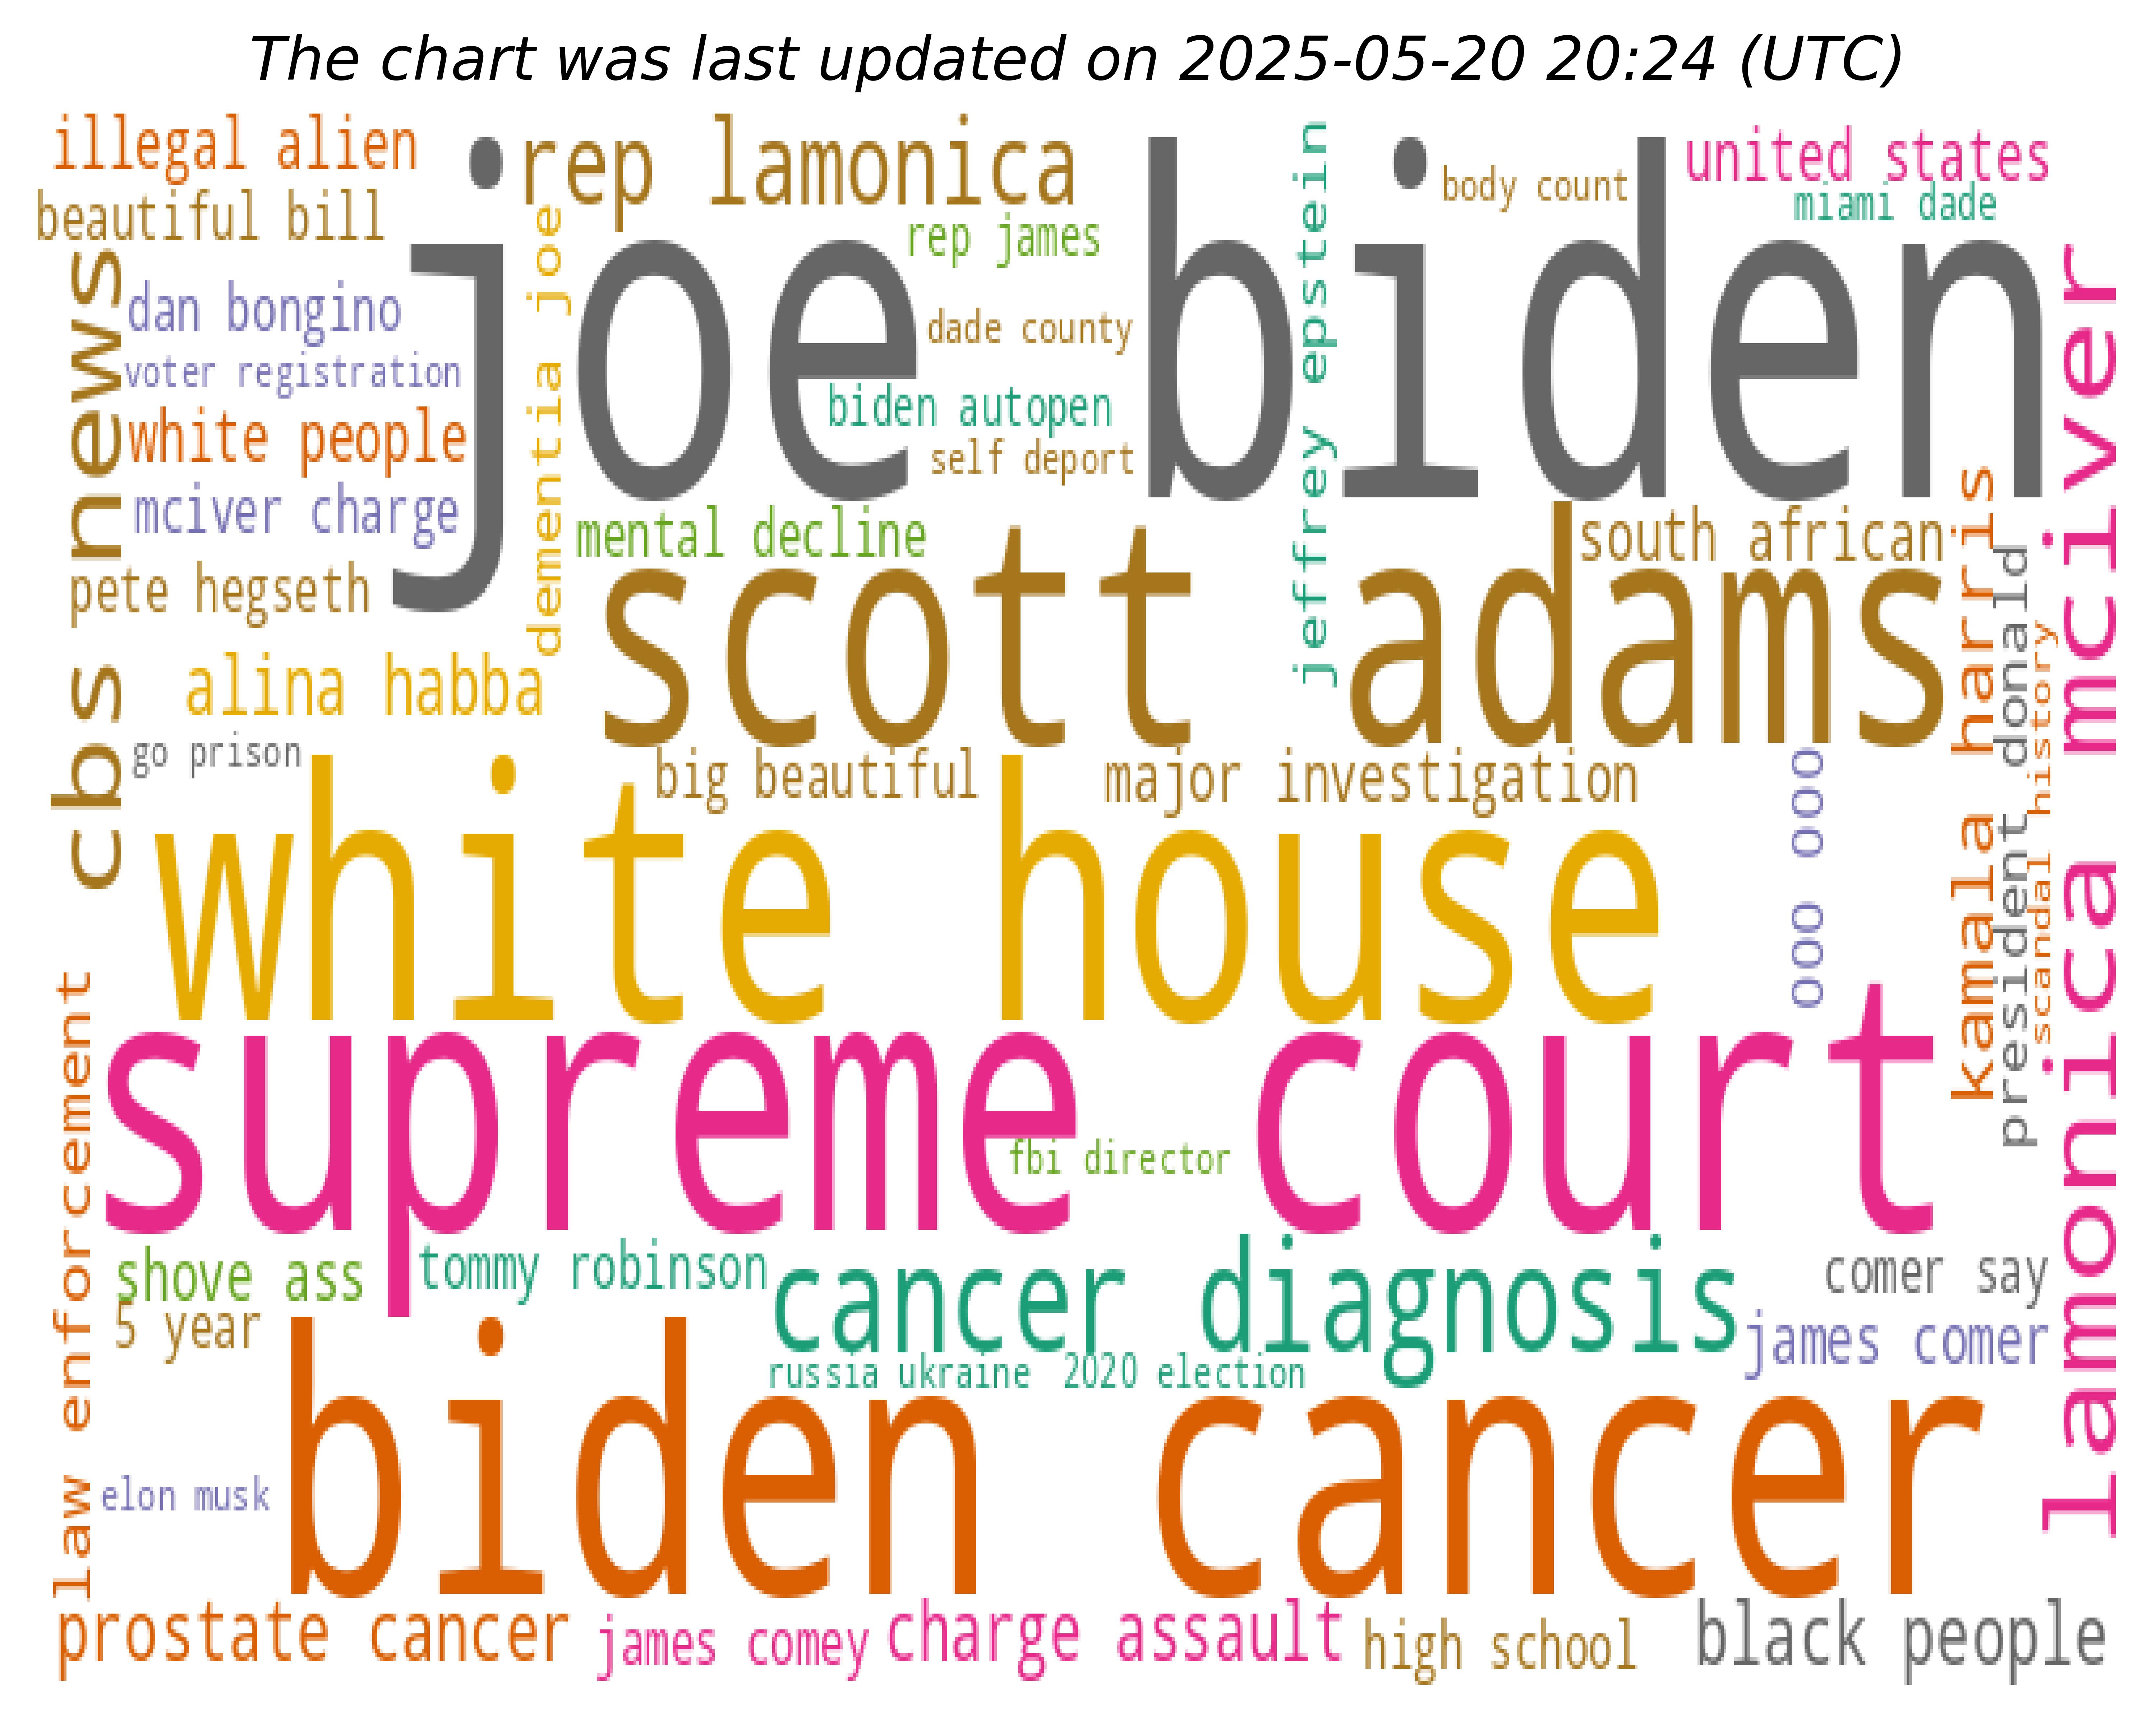 The chart was last updated on 2025-05-20 20:24 (UTC)
illegal alien
rep lamonica
united states
body count
miami dade
beautiful bill
rep james
joe biden
dan bongino
dade county
voter registration
biden autopen
white people
self deport
mciver charge
mental decline
south african
pete hegseth
scott adams
alina habba
dementia joe
jeffrey epstein
cbs news
go prison
big beautiful
major investigation
white house
ooo ooo
kamala harris
president donald
scandal history
lamonica mciver
supreme court
fbi director
law enforcement
shove ass
tommy robinson
cancer diagnosis
comer say
5 year
james comer
russia ukraine
2020 election
biden cancer
elon musk
prostate cancer
james comey
charge assault
high school
black people